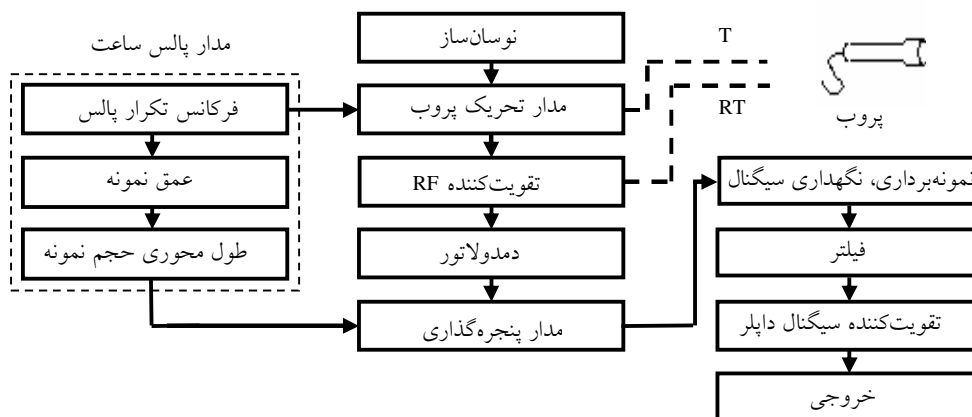 مدار پالس ساعت
فرکانس تکرار پالس
عمق نمونه
طول محوری حجم نمونه
نوسان‌ساز
مدار تحریک پروب
تقویت‌کننده RF
دمدولاتور
مدار پنجره‌گذاری
T
RT
پروب
نمونه‌برداری، نگهداری سیگنال
فیلتر
تقویت‌کننده سیگنال داپلر
خروجی